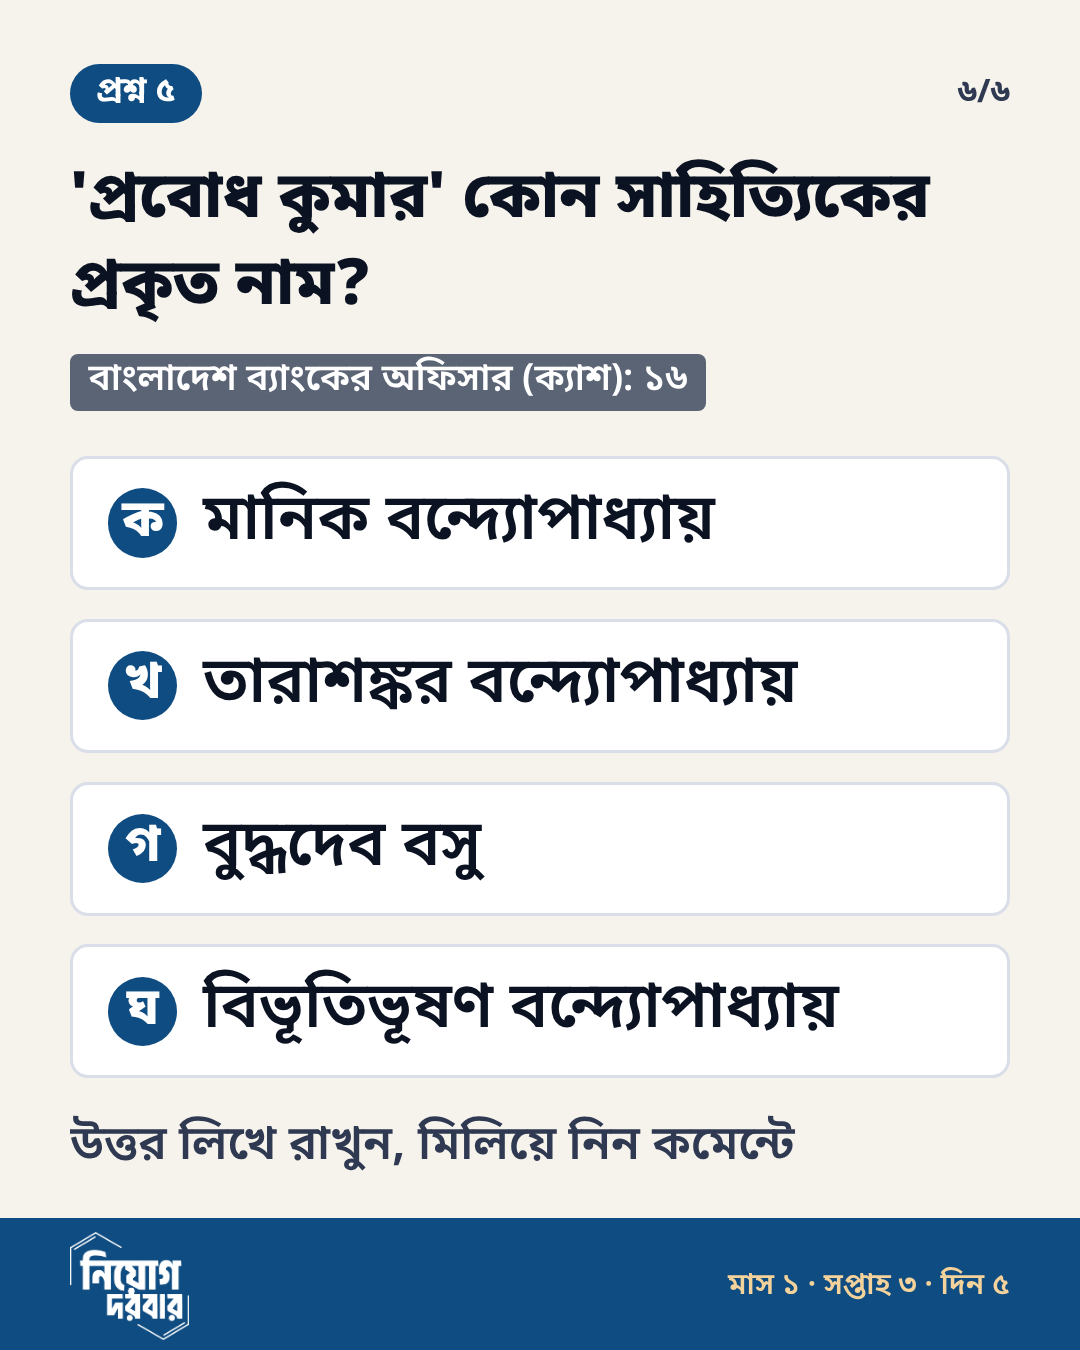 প্রশ্ন ৫
৬/৬
'প্রবোধ কুমার' কোন সাহিত্যিকের
প্রকৃত নাম?
বাংলাদেশ ব্যাংকের অফিসার (ক্যাশ): ১৬
ক মানিক বন্দ্যোপাধ্যায়
খ তারাশঙ্কর বন্দ্যোপাধ্যায়
গ বুদ্ধদেব বসু
ঘ বিভূতিভূষণ বন্দ্যোপাধ্যায়
উত্তর লিখে রাখুন, মিলিয়ে নিন কমেন্টে
নিয়োগ
দরবার
মাস ১ · সপ্তাহ ৩ · দিন ৫